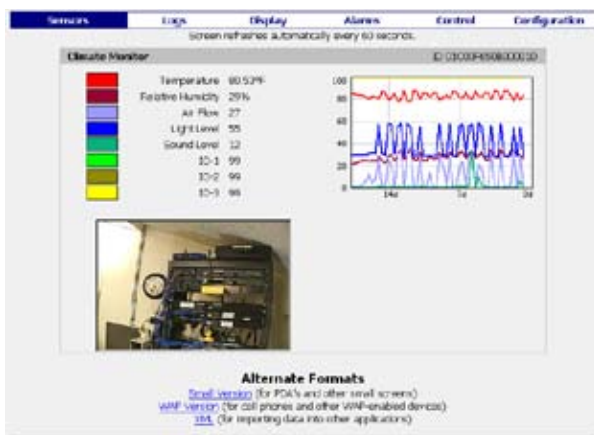 Sensors Logs Display Alarms Control Configuration
Screen refreshes automatically every 60 seconds.
Climate Monitor
Temperature 80.53°F
Relative Humidity 29%
Air Flow 27
Light Level 55
Sound Level 12
IO-1 99
IO-2 99
IO-3 98
100
80
60
40
20
0
14d 7d 0d
Alternate Formats
Small Version (for PDA's and other small screens)
WAP Version (for cell phones and other WAP-enabled devices)
XML (for reporting data into other applications)